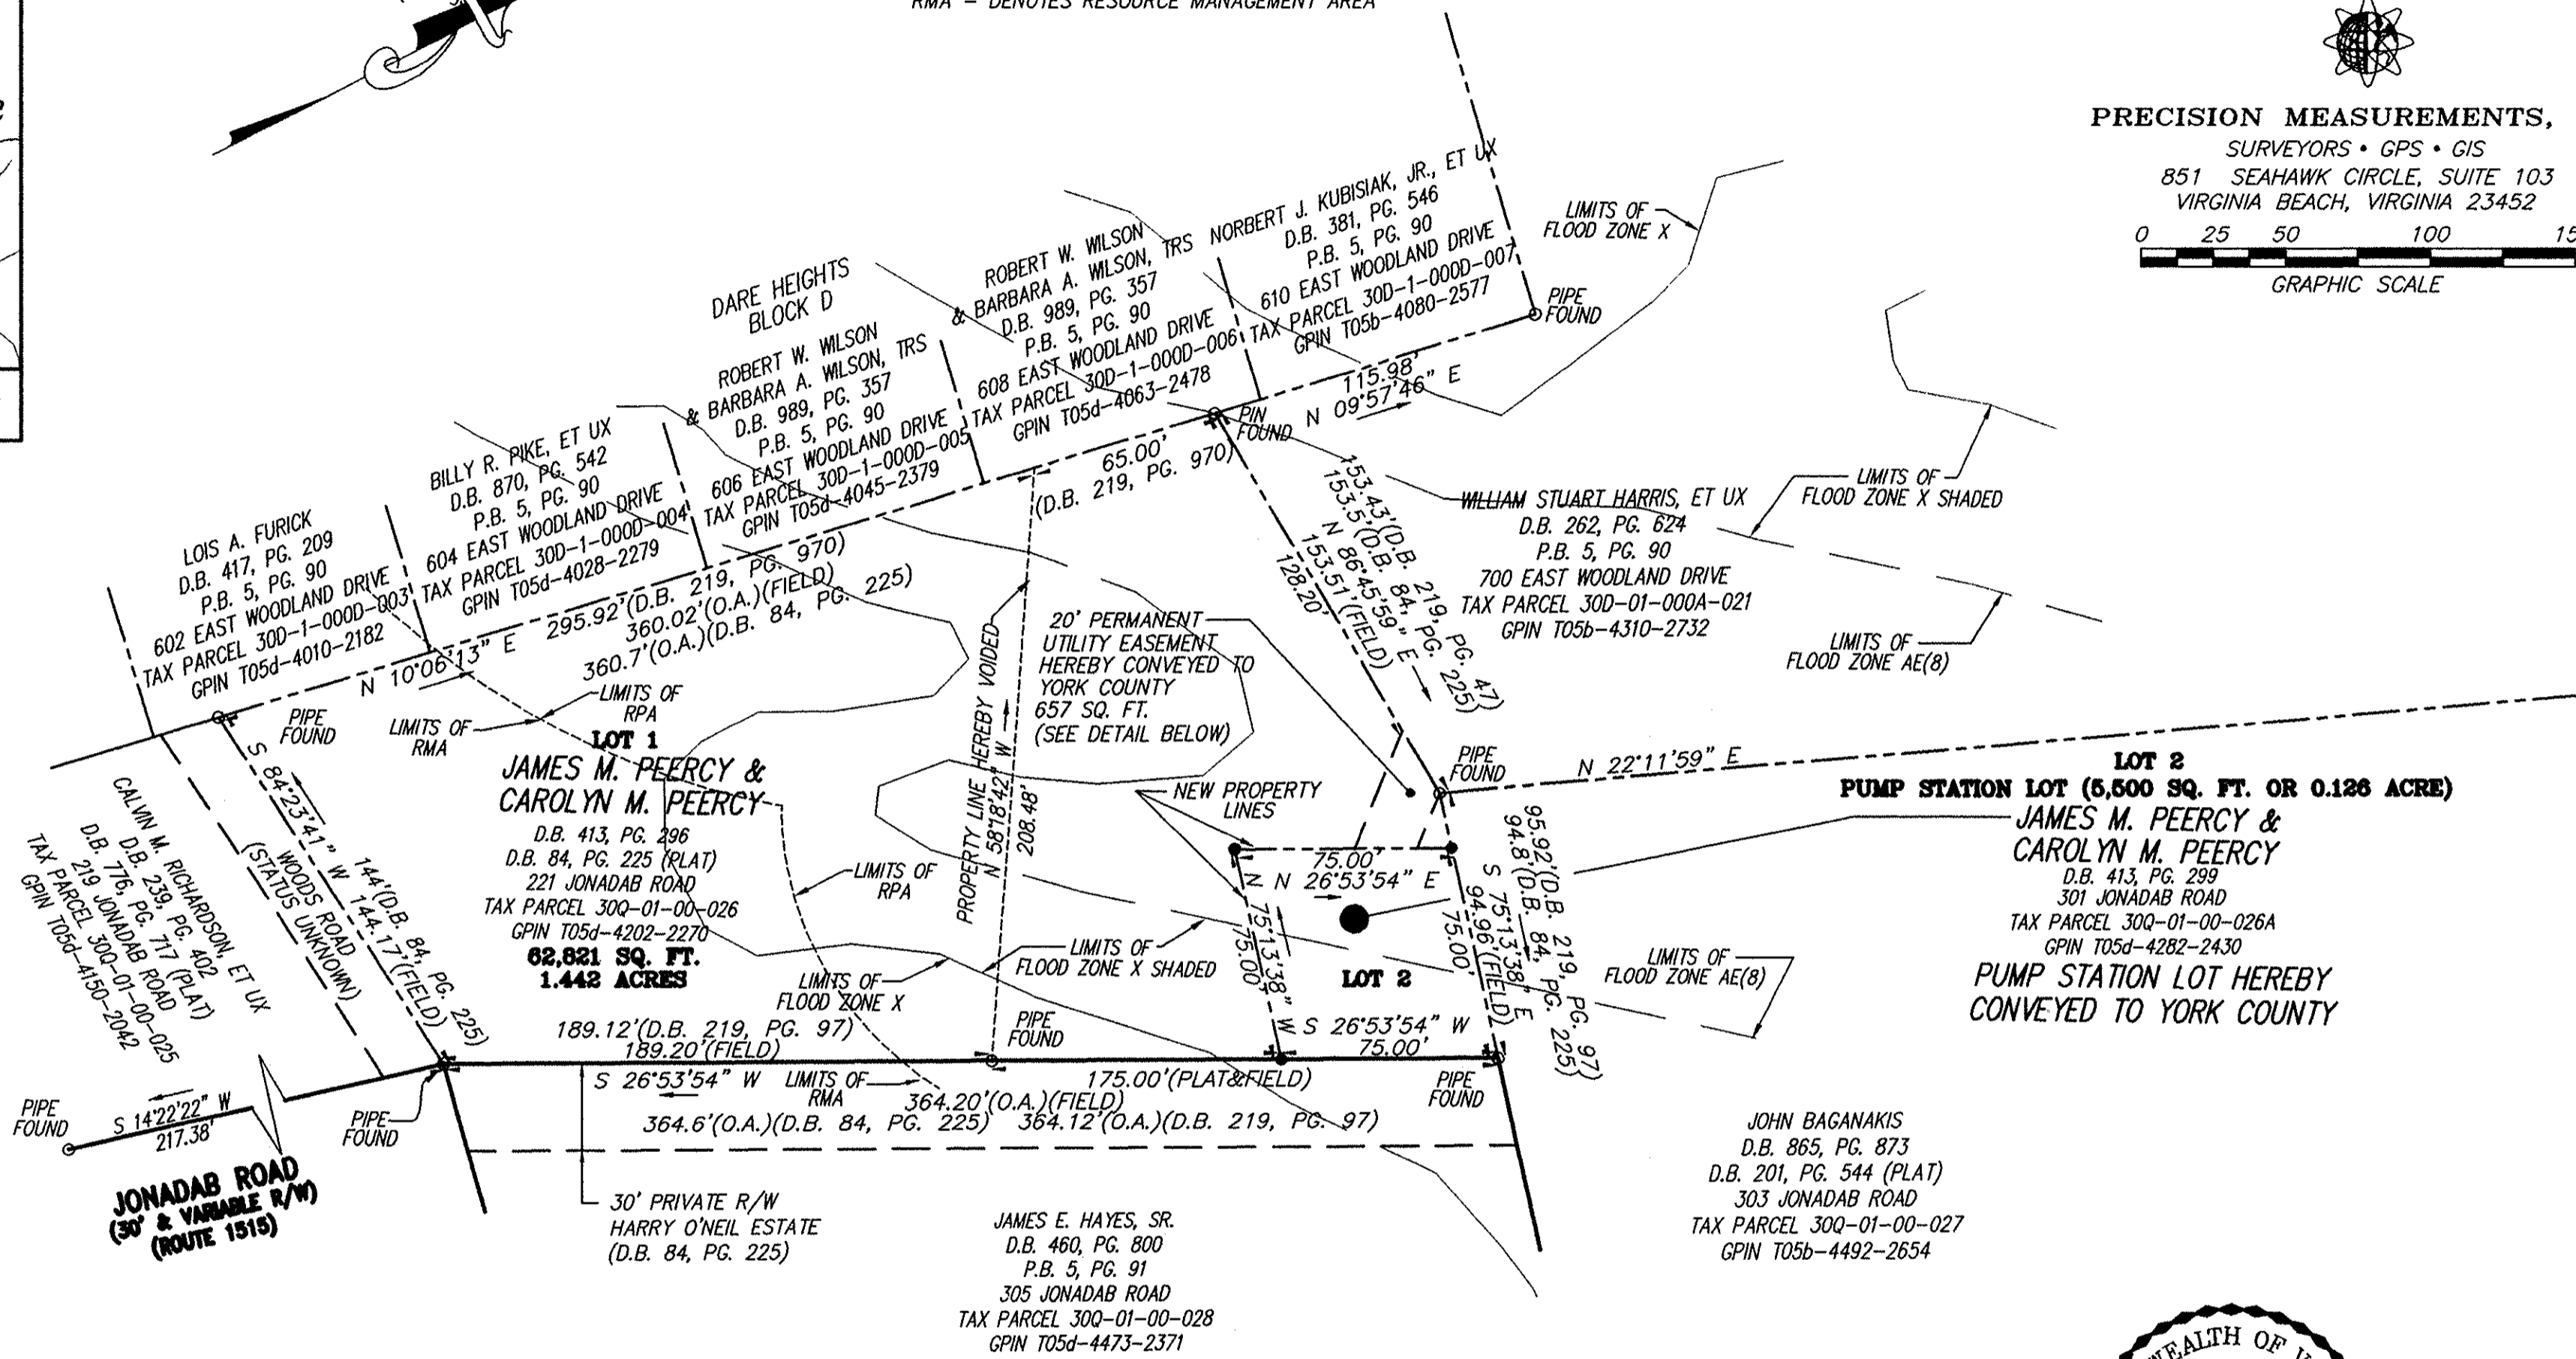 RMA – DENOTES RESOURCE MANAGEMENT AREA
PRECISION MEASUREMENTS,
SURVEYORS • GPS • GIS
851 SEAHAWK CIRCLE, SUITE 103
VIRGINIA BEACH, VIRGINIA 23452
0 25 50 100 15
GRAPHIC SCALE
NORBERT J. KUBISIAK, JR., ET UX
D.B. 381, PG. 546
P.B. 5, PG. 90
610 EAST WOODLAND DRIVE
TAX PARCEL 30D-1-000D-007
GPIN T05b-4080-2577
LIMITS OF
FLOOD ZONE X
PIPE
FOUND
ROBERT W. WILSON
& BARBARA A. WILSON, TRS
D.B. 989, PG. 357
P.B. 5, PG. 90
608 EAST WOODLAND DRIVE
TAX PARCEL 30D-1-000D-006
GPIN T05d-4063-2478
DARE HEIGHTS
BLOCK D
ROBERT W. WILSON
& BARBARA A. WILSON, TRS
D.B. 989, PG. 357
P.B. 5, PG. 90
606 EAST WOODLAND DRIVE
TAX PARCEL 30D-1-000D-005
GPIN T05d-4045-2379
BILLY R. PIKE, ET UX
D.B. 870, PG. 542
P.B. 5, PG. 90
604 EAST WOODLAND DRIVE
TAX PARCEL 30D-1-000D-004
GPIN T05d-4028-2279
LOIS A. FURICK
D.B. 417, PG. 209
P.B. 5, PG. 90
602 EAST WOODLAND DRIVE
TAX PARCEL 30D-1-000D-003
GPIN T05d-4010-2182
115.98'
N 09°57'46" E
PIN
FOUND
65.00'
(D.B. 219, PG. 970)
N 10°06'13" E
295.92'(D.B. 219, PG. 970)
360.02'(O.A.)(FIELD)
360.7'(O.A.)(D.B. 84, PG. 225)
153.43'(D.B. 219, PG. 47)
153.5'(D.B. 84, PG. 225)
N 86°45'59" E
153.51'(FIELD)
128.20'
WILLIAM STUART HARRIS, ET UX
D.B. 262, PG. 624
P.B. 5, PG. 90
700 EAST WOODLAND DRIVE
TAX PARCEL 30D-01-000A-021
GPIN T05b-4310-2732
LIMITS OF
FLOOD ZONE X SHADED
LIMITS OF
FLOOD ZONE AE(8)
20' PERMANENT
UTILITY EASEMENT
HEREBY CONVEYED TO
YORK COUNTY
657 SQ. FT.
(SEE DETAIL BELOW)
PROPERTY LINE HEREBY VOIDED
N 58°18'42" W
208.48'
PIPE
FOUND
LIMITS OF
RMA
LIMITS OF
RPA
LOT 1
JAMES M. PEERCY &
CAROLYN M. PEERCY
D.B. 413, PG. 296
D.B. 84, PG. 225 (PLAT)
221 JONADAB ROAD
TAX PARCEL 30Q-01-00-026
GPIN T05d-4202-2270
62,821 SQ. FT.
1.442 ACRES
LIMITS OF
RPA
NEW PROPERTY
LINES
PIPE
FOUND
N 22°11'59" E
LOT 2
PUMP STATION LOT (5,500 SQ. FT. OR 0.126 ACRE)
JAMES M. PEERCY &
CAROLYN M. PEERCY
D.B. 413, PG. 299
301 JONADAB ROAD
TAX PARCEL 30Q-01-00-026A
GPIN T05d-4282-2430
PUMP STATION LOT HEREBY
CONVEYED TO YORK COUNTY
75.00'
N 26°53'54" E
N 75°13'38" W
75.00'
95.92'(D.B. 219, PG. 97)
94.8'(D.B. 84, PG. 225)
S 75°13'38" E
94.96'(FIELD)
75.00'
LIMITS OF
FLOOD ZONE AE(8)
LIMITS OF
FLOOD ZONE X SHADED
LIMITS OF
FLOOD ZONE X
LOT 2
S 26°53'54" W
75.00'
S 84°23'41" W
144'(D.B. 84, PG. 225)
144.17'(FIELD)
WOODS ROAD
(STATUS UNKNOWN)
CALVIN M. RICHARDSON, ET UX
D.B. 239, PG. 402
D.B. 776, PG. 717 (PLAT)
219 JONADAB ROAD
TAX PARCEL 30Q-01-00-025
GPIN T05d-4150-2042
189.12'(D.B. 219, PG. 97)
189.20'(FIELD)
PIPE
FOUND
S 26°53'54" W
LIMITS OF
RMA
175.00'(PLAT&FIELD)
364.20'(O.A.)(FIELD)
364.6'(O.A.)(D.B. 84, PG. 225)
364.12'(O.A.)(D.B. 219, PG. 97)
PIPE
FOUND
PIPE
FOUND
S 14°22'22" W
217.38'
PIPE
FOUND
JONADAB ROAD
(30' & VARIABLE R/W)
(ROUTE 1515)
30' PRIVATE R/W
HARRY O'NEIL ESTATE
(D.B. 84, PG. 225)
JAMES E. HAYES, SR.
D.B. 460, PG. 800
P.B. 5, PG. 91
305 JONADAB ROAD
TAX PARCEL 30Q-01-00-028
GPIN T05d-4473-2371
JOHN BAGANAKIS
D.B. 865, PG. 873
D.B. 201, PG. 544 (PLAT)
303 JONADAB ROAD
TAX PARCEL 30Q-01-00-027
GPIN T05b-4492-2654
EALTH OF V